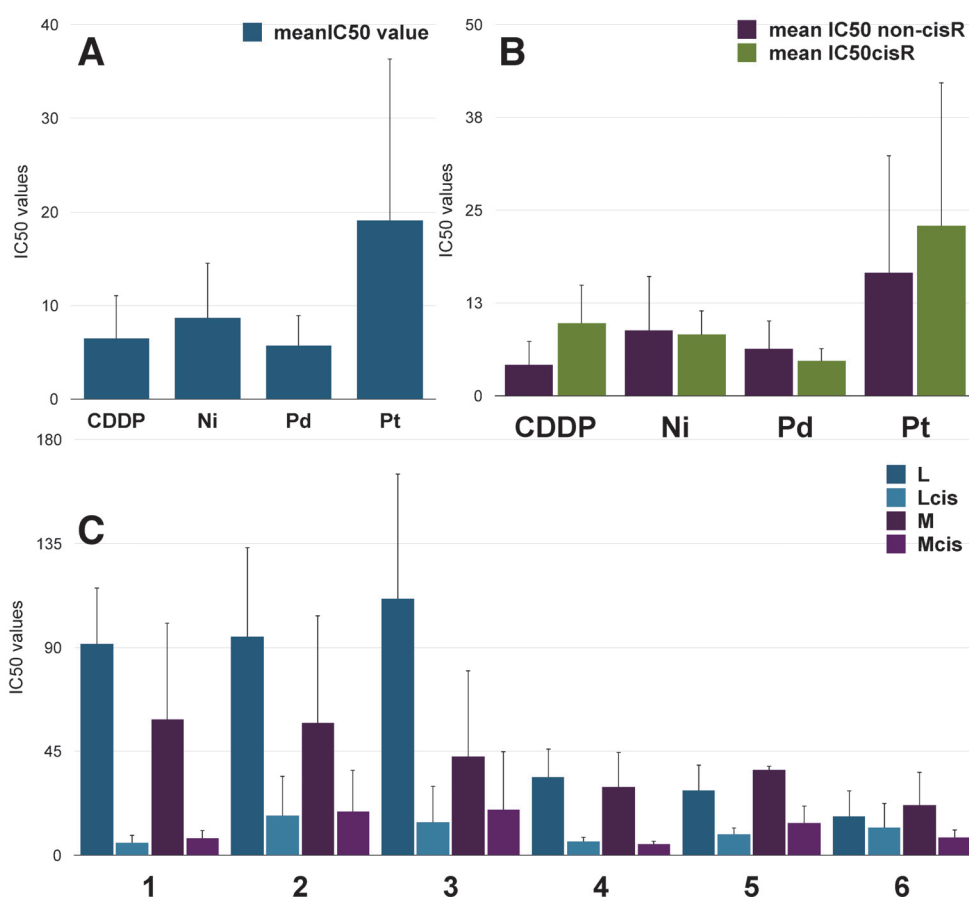 A
meanIC50 value
40
30
20
10
0
IC50 values
CDDP Ni Pd Pt
B
mean IC50 non-cisR
mean IC50cisR
50
38
25
13
0
IC50 values
CDDP Ni Pd Pt
C
L
Lcis
M
Mcis
180
135
90
45
0
IC50 values
1 2 3 4 5 6